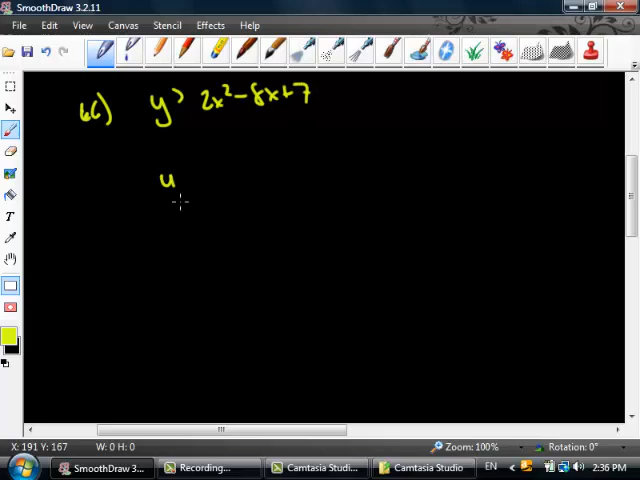 SmoothDraw 3.2.11
File Edit View Canvas Stencil Effects Help
66) y > 2x² - 8x + 7
y
X: 191 Y: 167 W: 0 H: 0 Zoom: 100% Rotation: 0°
SmoothDraw 3... Recording... Camtasia Studi... Camtasia Studio EN 2:36 PM